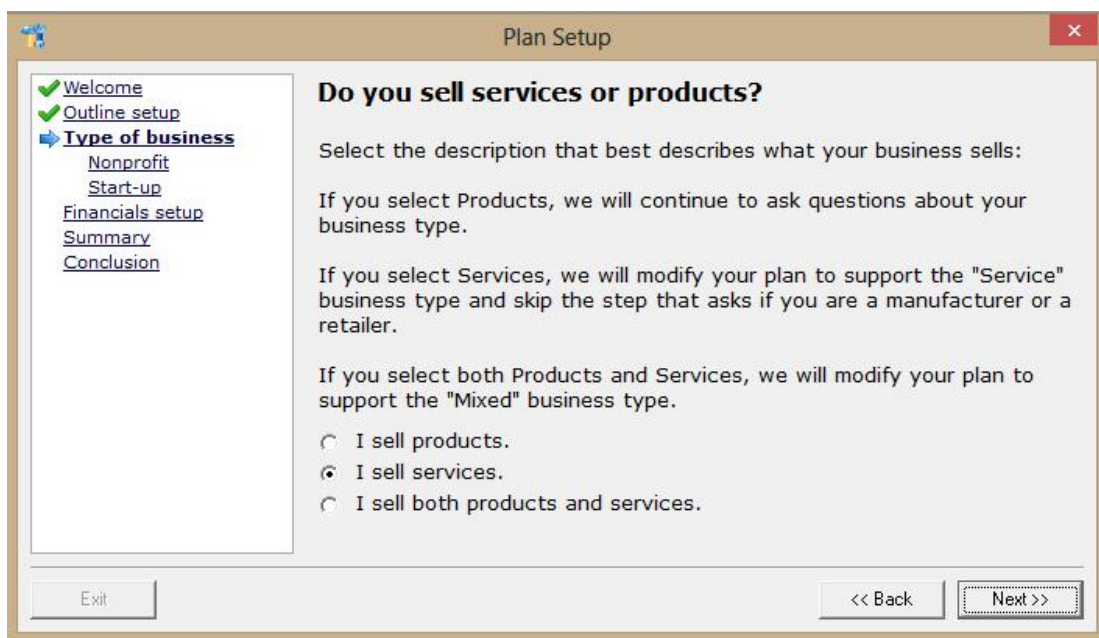 Plan Setup
Welcome
Outline setup
Type of business
Nonprofit
Start-up
Financials setup
Summary
Conclusion
Do you sell services or products?
Select the description that best describes what your business sells:
If you select Products, we will continue to ask questions about your
business type.
If you select Services, we will modify your plan to support the "Service"
business type and skip the step that asks if you are a manufacturer or a
retailer.
If you select both Products and Services, we will modify your plan to
support the "Mixed" business type.
I sell products.
I sell services.
I sell both products and services.
Exit
<< Back
Next >>